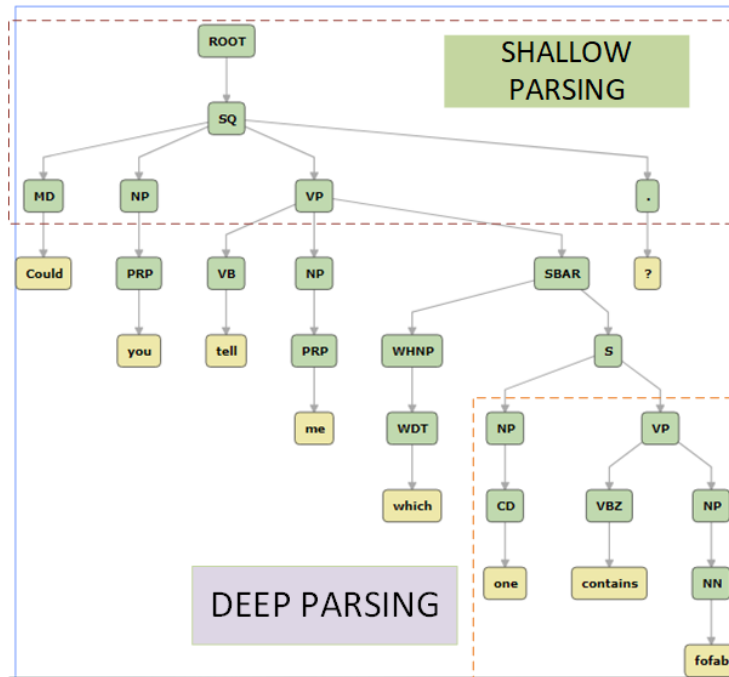 ROOT
SHALLOW
PARSING
SQ
MD NP VP .
Could PRP VB NP SBAR ?
you tell PRP WHNP S
me WDT NP VP
which CD VBZ NP
one contains NN
DEEP PARSING
fofab